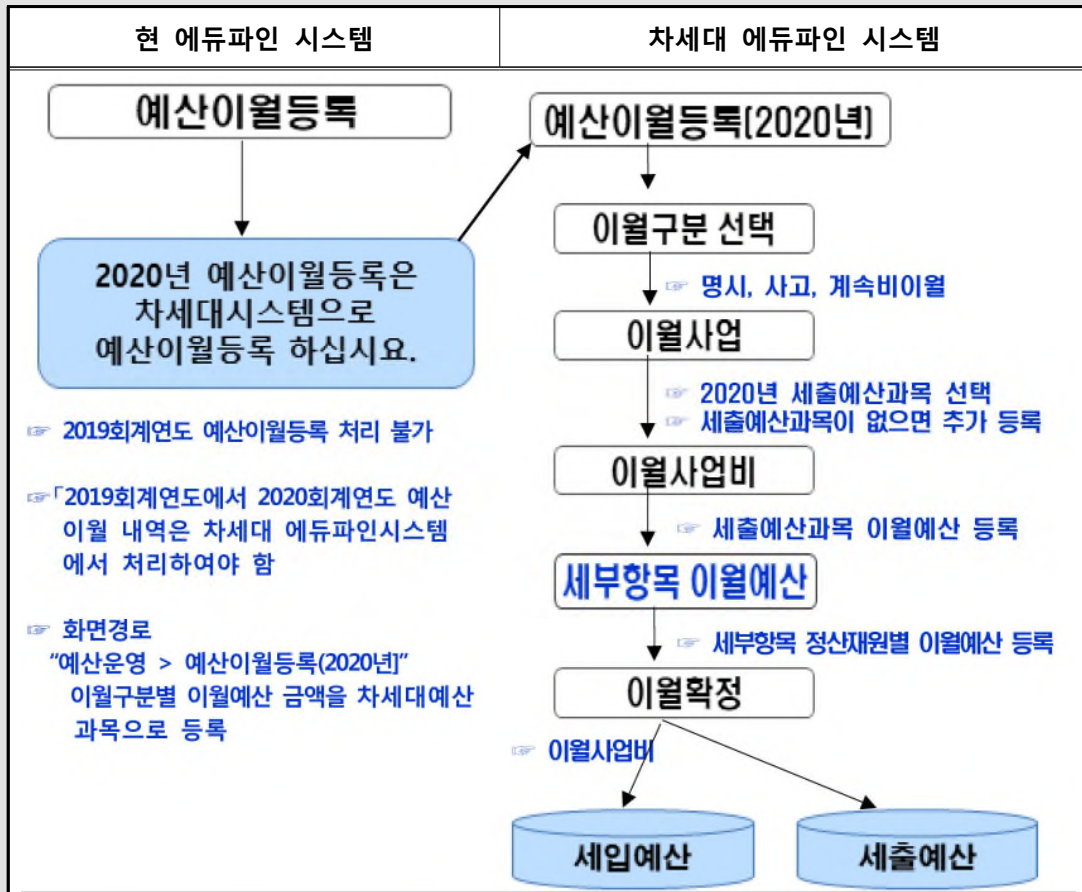 현 에듀파인 시스템
차세대 에듀파인 시스템
예산이월등록
2020년 예산이월등록은
차세대시스템으로
예산이월등록 하십시요.
☞ 2019회계연도 예산이월등록 처리 불가
☞「2019회계연도에서 2020회계연도 예산
이월 내역은 차세대 에듀파인시스템
에서 처리하여야 함
☞ 화면경로
“예산운영 > 예산이월등록(2020년]”
이월구분별 이월예산 금액을 차세대예산
과목으로 등록
예산이월등록[2020년]
이월구분 선택
☞ 명시, 사고, 계속비이월
이월사업
☞ 2020년 세출예산과목 선택
☞ 세출예산과목이 없으면 추가 등록
이월사업비
☞ 세출예산과목 이월예산 등록
세부항목 이월예산
☞ 세부항목 정산재원별 이월예산 등록
이월확정
☞ 이월사업비
세입예산
세출예산